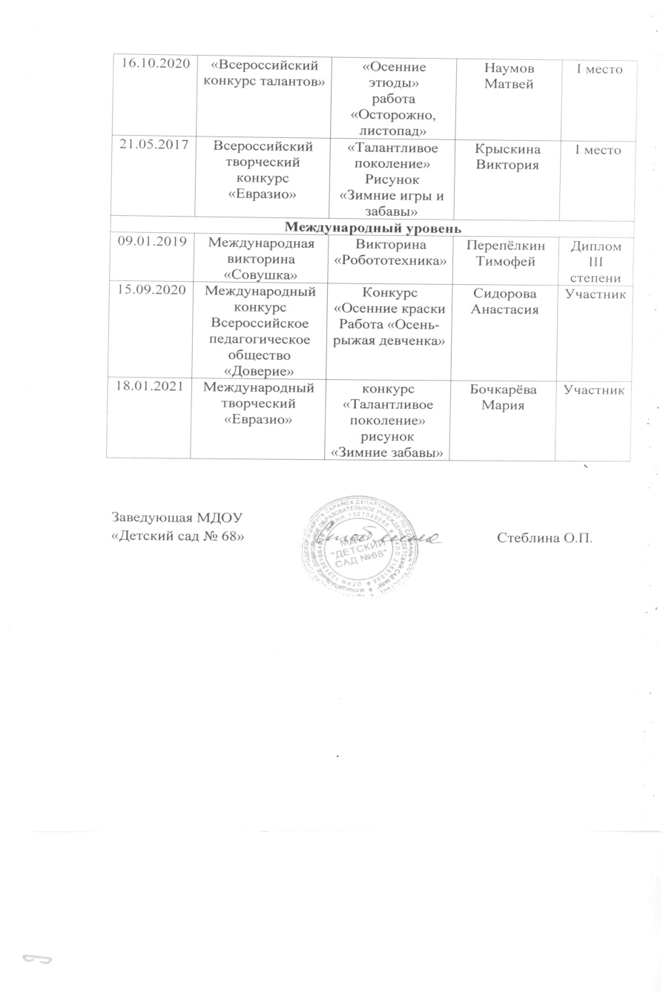 16.10.2020 «Всероссийский «Осенние Наумов I место
конкурс талантов» этюды» Матвей
работа
«Осторожно,
листопад»
21.05.2017 Всероссийский «Талантливое Крыскина I место
творческий поколение» Виктория
конкурс Рисунок
«Евразио» «Зимние игры и
забавы»
Международный уровень
09.01.2019 Международная Викторина Перепёлкин Диплом
викторина «Робототехника» Тимофей III
«Совушка» степени
15.09.2020 Международный Конкурс Сидорова Участник
конкурс «Осенние краски Анастасия
Всероссийское Работа «Осень-
педагогическое рыжая девченка»
общество
«Доверие»
18.01.2021 Международный конкурс Бочкарёва Участник
творческий «Талантливое Мария
«Евразио» поколение»
рисунок
«Зимние забавы»
Заведующая МДОУ
«Детский сад № 68» Стеблина О.П.
МДОУ
"ДЕТСКИЙ
САД №68"